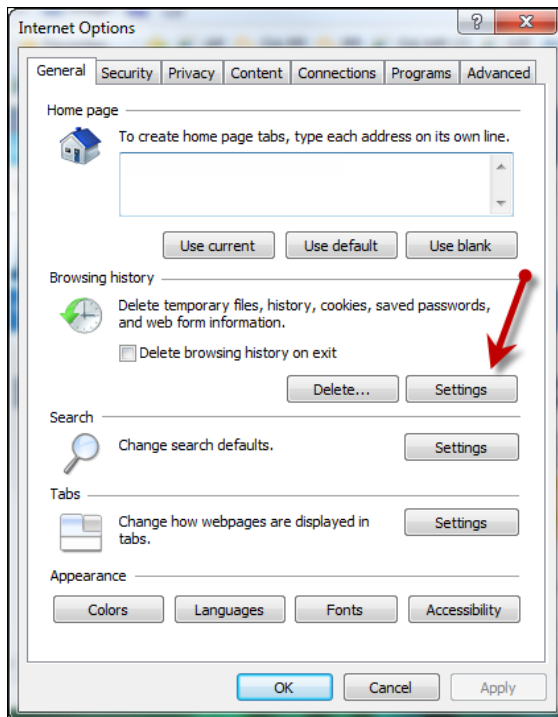 Internet Options
General Security Privacy Content Connections Programs Advanced
Home page
To create home page tabs, type each address on its own line.
Use current Use default Use blank
Browsing history
Delete temporary files, history, cookies, saved passwords,
and web form information.
Delete browsing history on exit
Delete... Settings
Search
Change search defaults. Settings
Tabs
Change how webpages are displayed in Settings
tabs.
Appearance
Colors Languages Fonts Accessibility
OK Cancel Apply